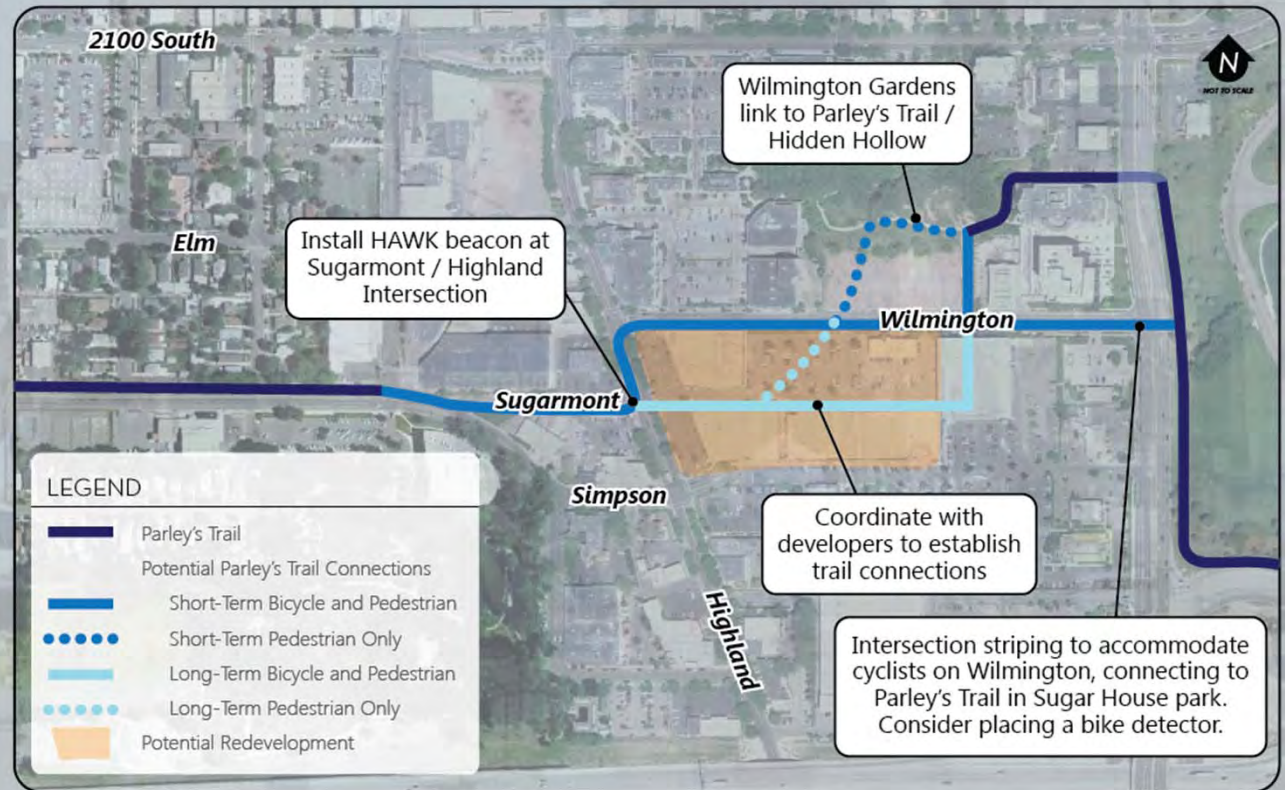 2100 South
N
NOT TO SCALE
Wilmington Gardens
link to Parley's Trail /
Hidden Hollow
Elm
Install HAWK beacon at
Sugarmont / Highland
Intersection
Wilmington
Sugarmont
Simpson
Coordinate with
developers to establish
trail connections
Highland
Intersection striping to accommodate
cyclists on Wilmington, connecting to
Parley's Trail in Sugar House park.
Consider placing a bike detector.
LEGEND
Parley's Trail
Potential Parley's Trail Connections
Short-Term Bicycle and Pedestrian
Short-Term Pedestrian Only
Long-Term Bicycle and Pedestrian
Long-Term Pedestrian Only
Potential Redevelopment